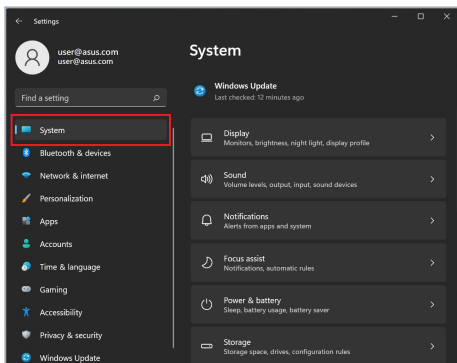 Settings
user@asus.com
user@asus.com
Find a setting
System
Bluetooth & devices
Network & internet
Personalization
Apps
Accounts
Time & language
Gaming
Accessibility
Privacy & security
Windows Update
System
Windows Update
Last checked: 12 minutes ago
Display
Monitors, brightness, night light, display profile
Sound
Volume levels, output, input, sound devices
Notifications
Alerts from apps and system
Focus assist
Notifications, automatic rules
Power & battery
Sleep, battery usage, battery saver
Storage
Storage space, drives, configuration rules